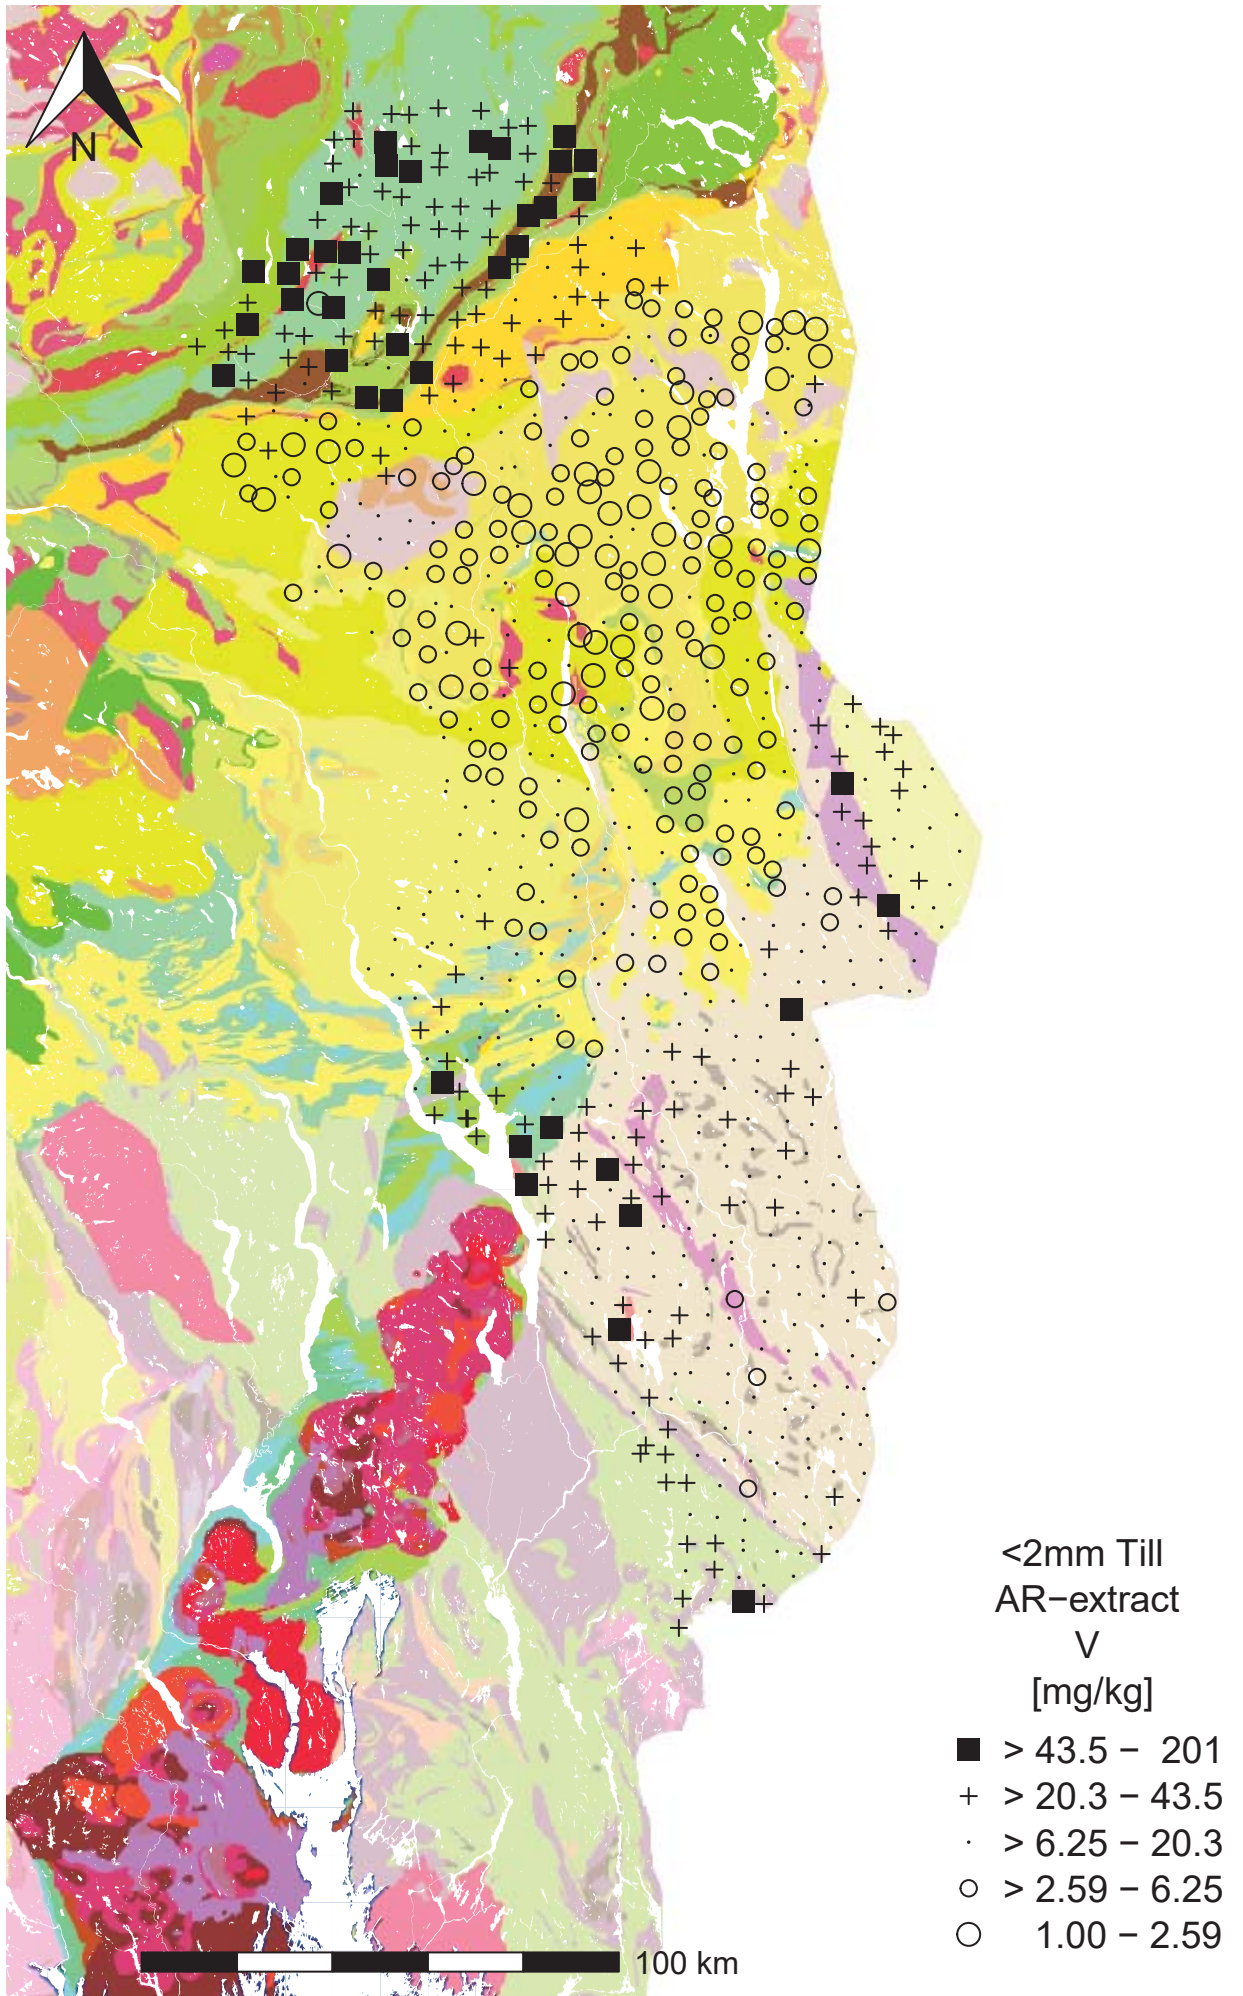 N
<2mm Till
AR−extract
V
[mg/kg]
> 43.5 − 201
> 20.3 − 43.5
> 6.25 − 20.3
> 2.59 − 6.25
1.00 − 2.59
100 km